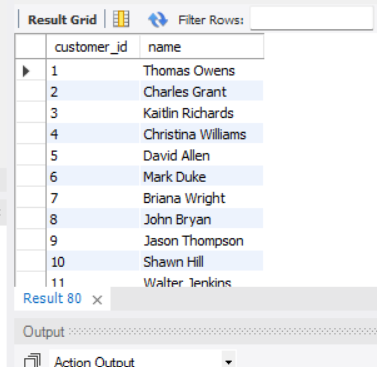 Result Grid Filter Rows:
customer_id name
1 Thomas Owens
2 Charles Grant
3 Kaitlin Richards
4 Christina Williams
5 David Allen
6 Mark Duke
7 Briana Wright
8 John Bryan
9 Jason Thompson
10 Shawn Hill
11 Walter Jenkins
Result 80 ×
Output
Action Output